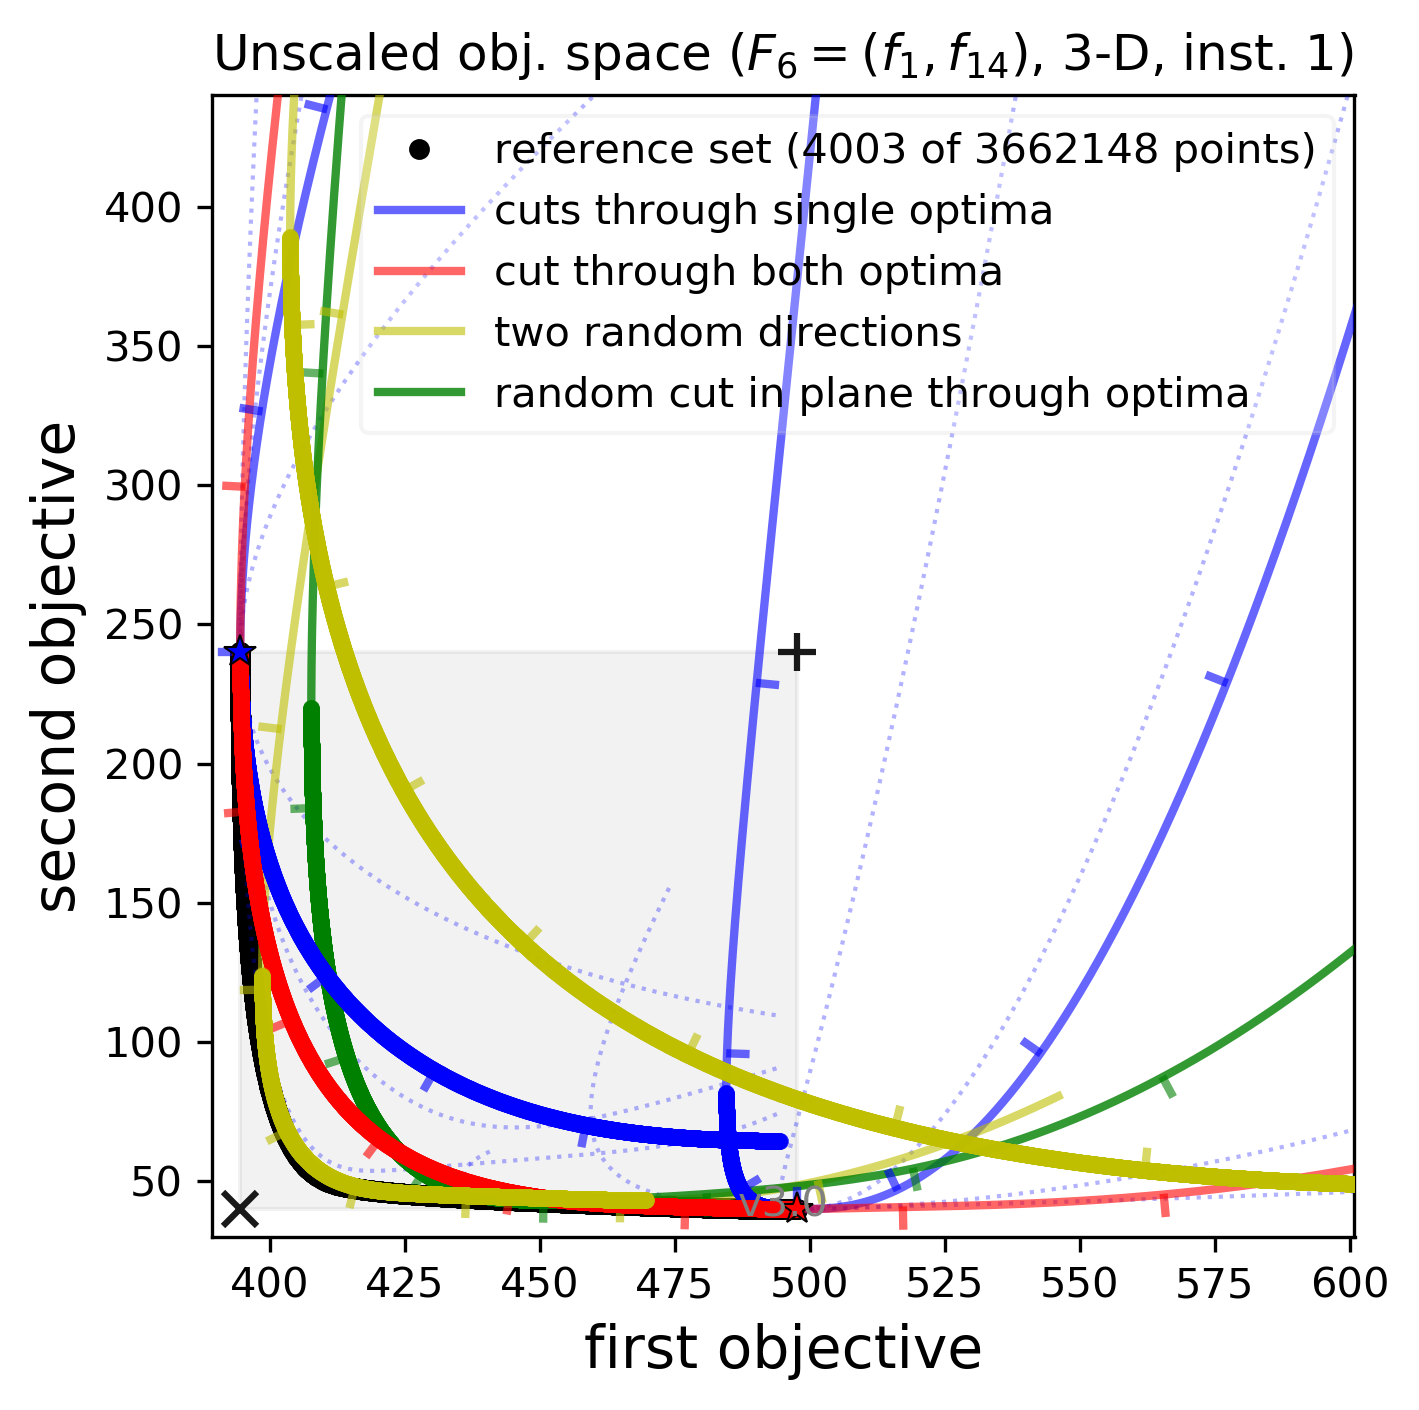 Unscaled obj. space (F₆ = (f₁, f₁₄), 3-D, inst. 1)
reference set (4003 of 3662148 points)
cuts through single optima
cut through both optima
two random directions
random cut in plane through optima
second objective
400
350
300
250
200
150
100
50
v3.0
400 425 450 475 500 525 550 575 600
first objective